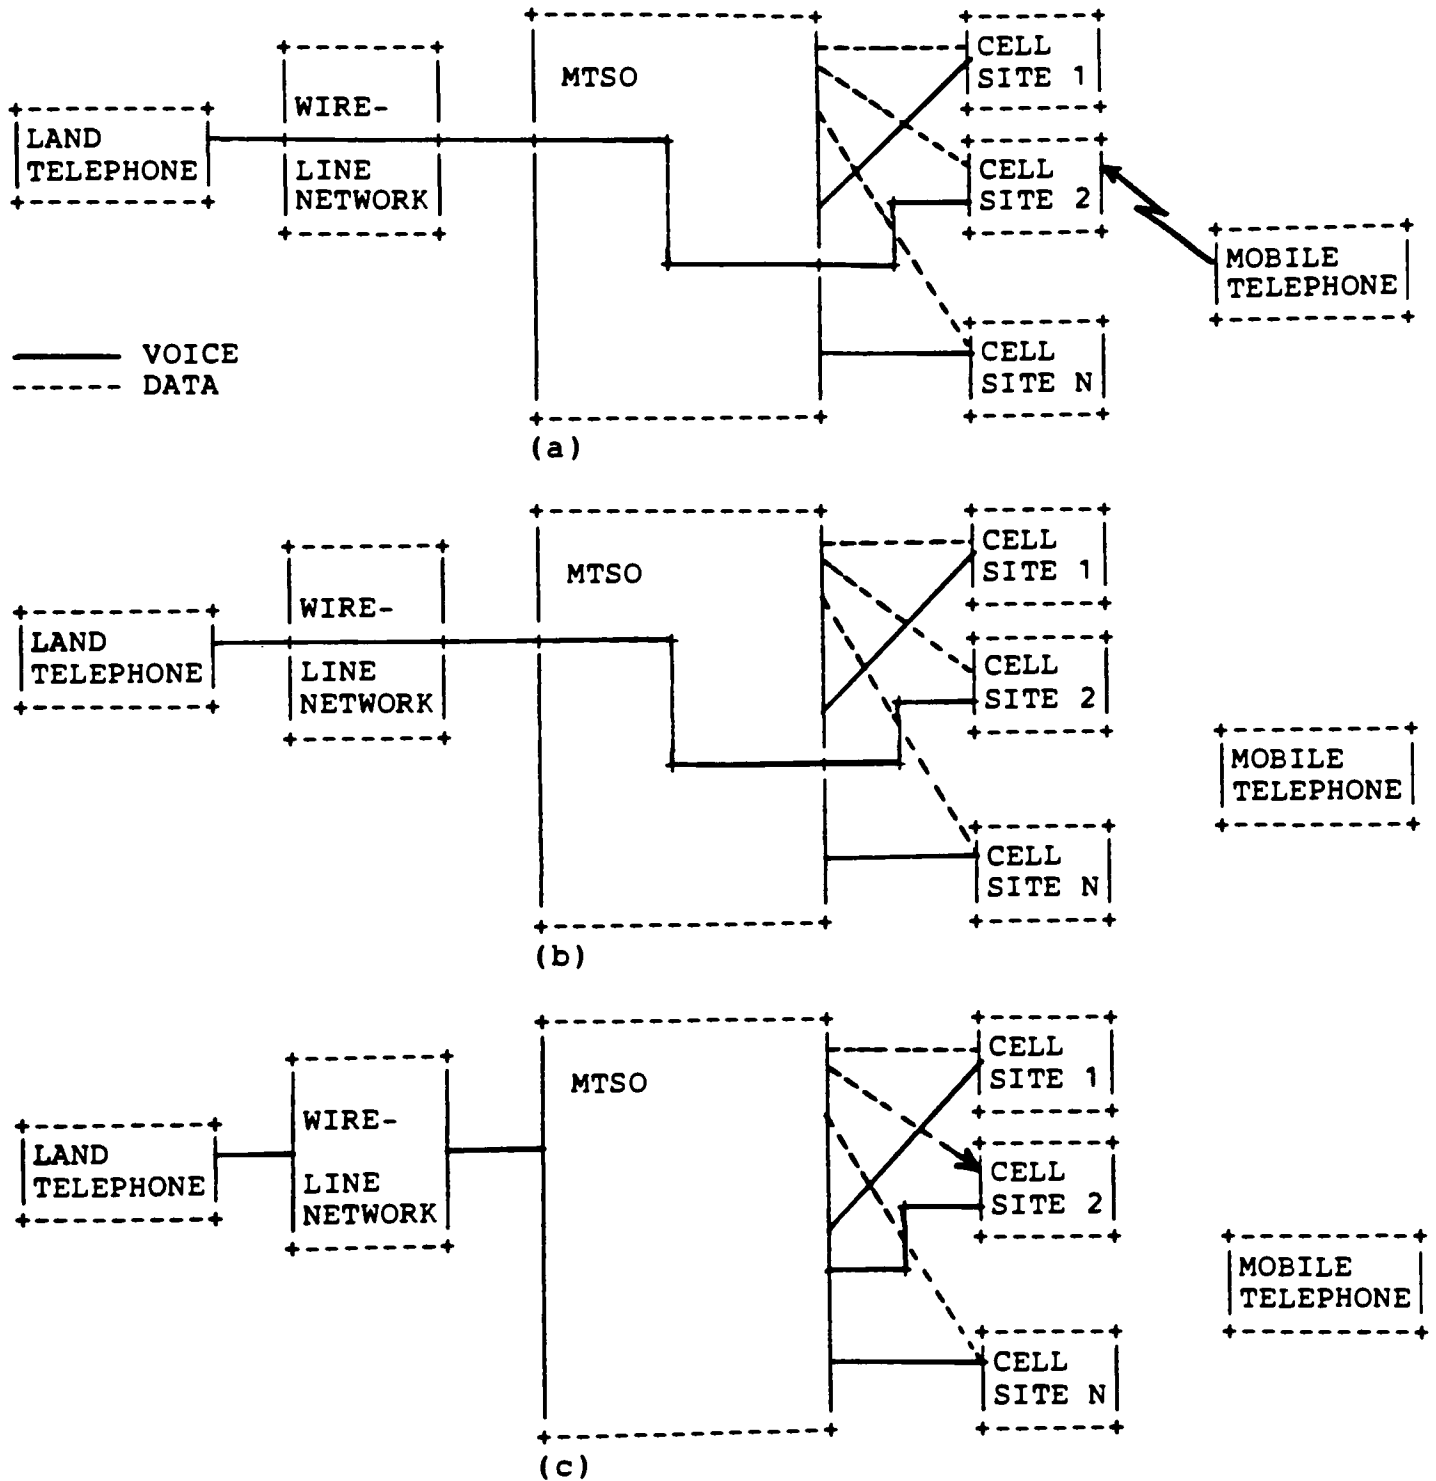 MTSO
CELL
SITE 1
WIRE-
LINE
NETWORK
LAND
TELEPHONE
CELL
SITE 2
MOBILE
TELEPHONE
CELL
SITE N
VOICE
DATA
(a)
MTSO
CELL
SITE 1
WIRE-
LINE
NETWORK
LAND
TELEPHONE
CELL
SITE 2
MOBILE
TELEPHONE
CELL
SITE N
(b)
MTSO
CELL
SITE 1
WIRE-
LINE
NETWORK
LAND
TELEPHONE
CELL
SITE 2
MOBILE
TELEPHONE
CELL
SITE N
(c)